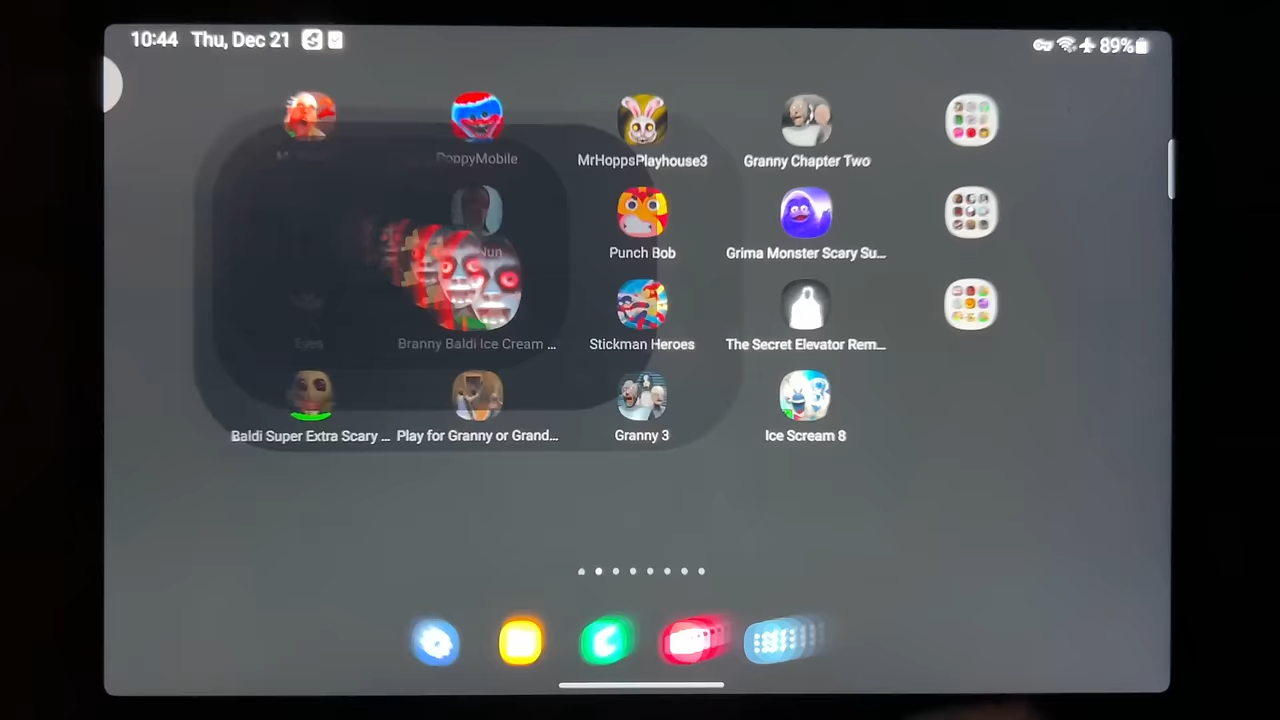 10:44 Thu, Dec 21 89%
PoppyMobile MrHoppsPlayhouse3 Granny Chapter Two
Nun Punch Bob Grima Monster Scary Su...
Eyes Branny Baldi Ice Cream ... Stickman Heroes The Secret Elevator Rem...
Baldi Super Extra Scary ... Play for Granny or Grand... Granny 3 Ice Scream 8